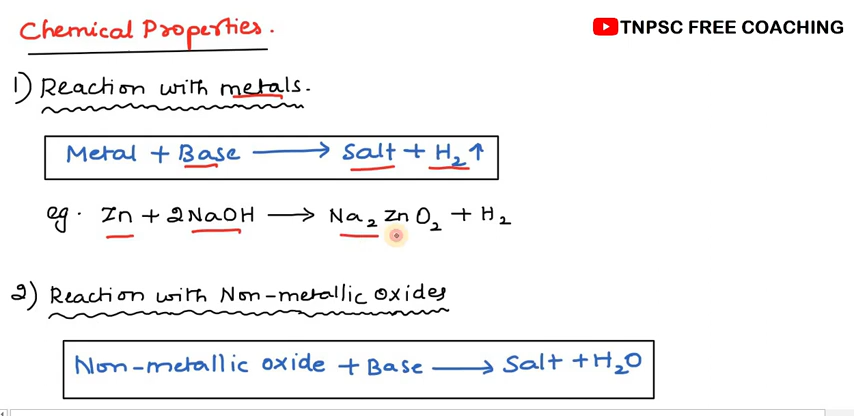 Chemical Properties.
TNPSC FREE COACHING
1) Reaction with metals.
Metal + Base ⟶ Salt + H₂↑
eg. Zn + 2NaOH ⟶ Na₂ZnO₂ + H₂
2) Reaction with Non-metallic oxides
Non-metallic oxide + Base ⟶ Salt + H₂O